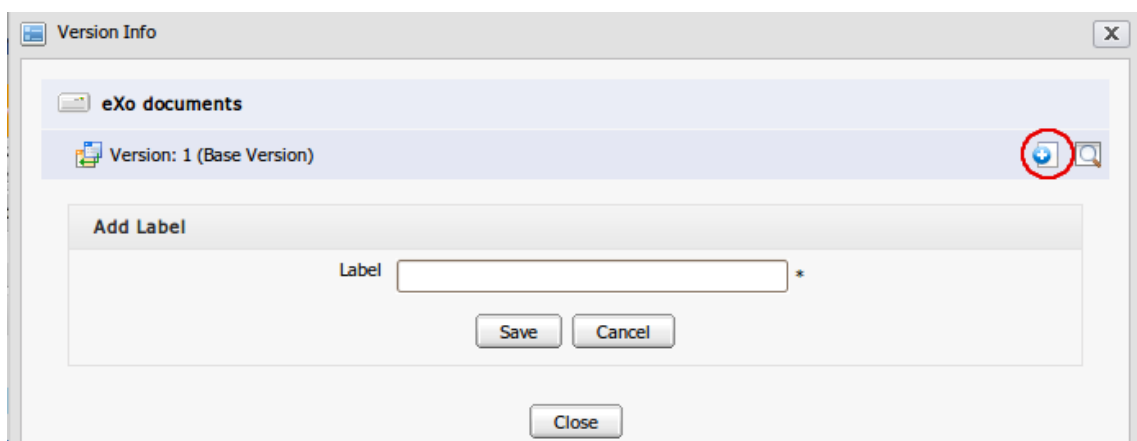 Version Info
X
eXo documents
Version: 1 (Base Version)
Add Label
Label *
Save Cancel
Close